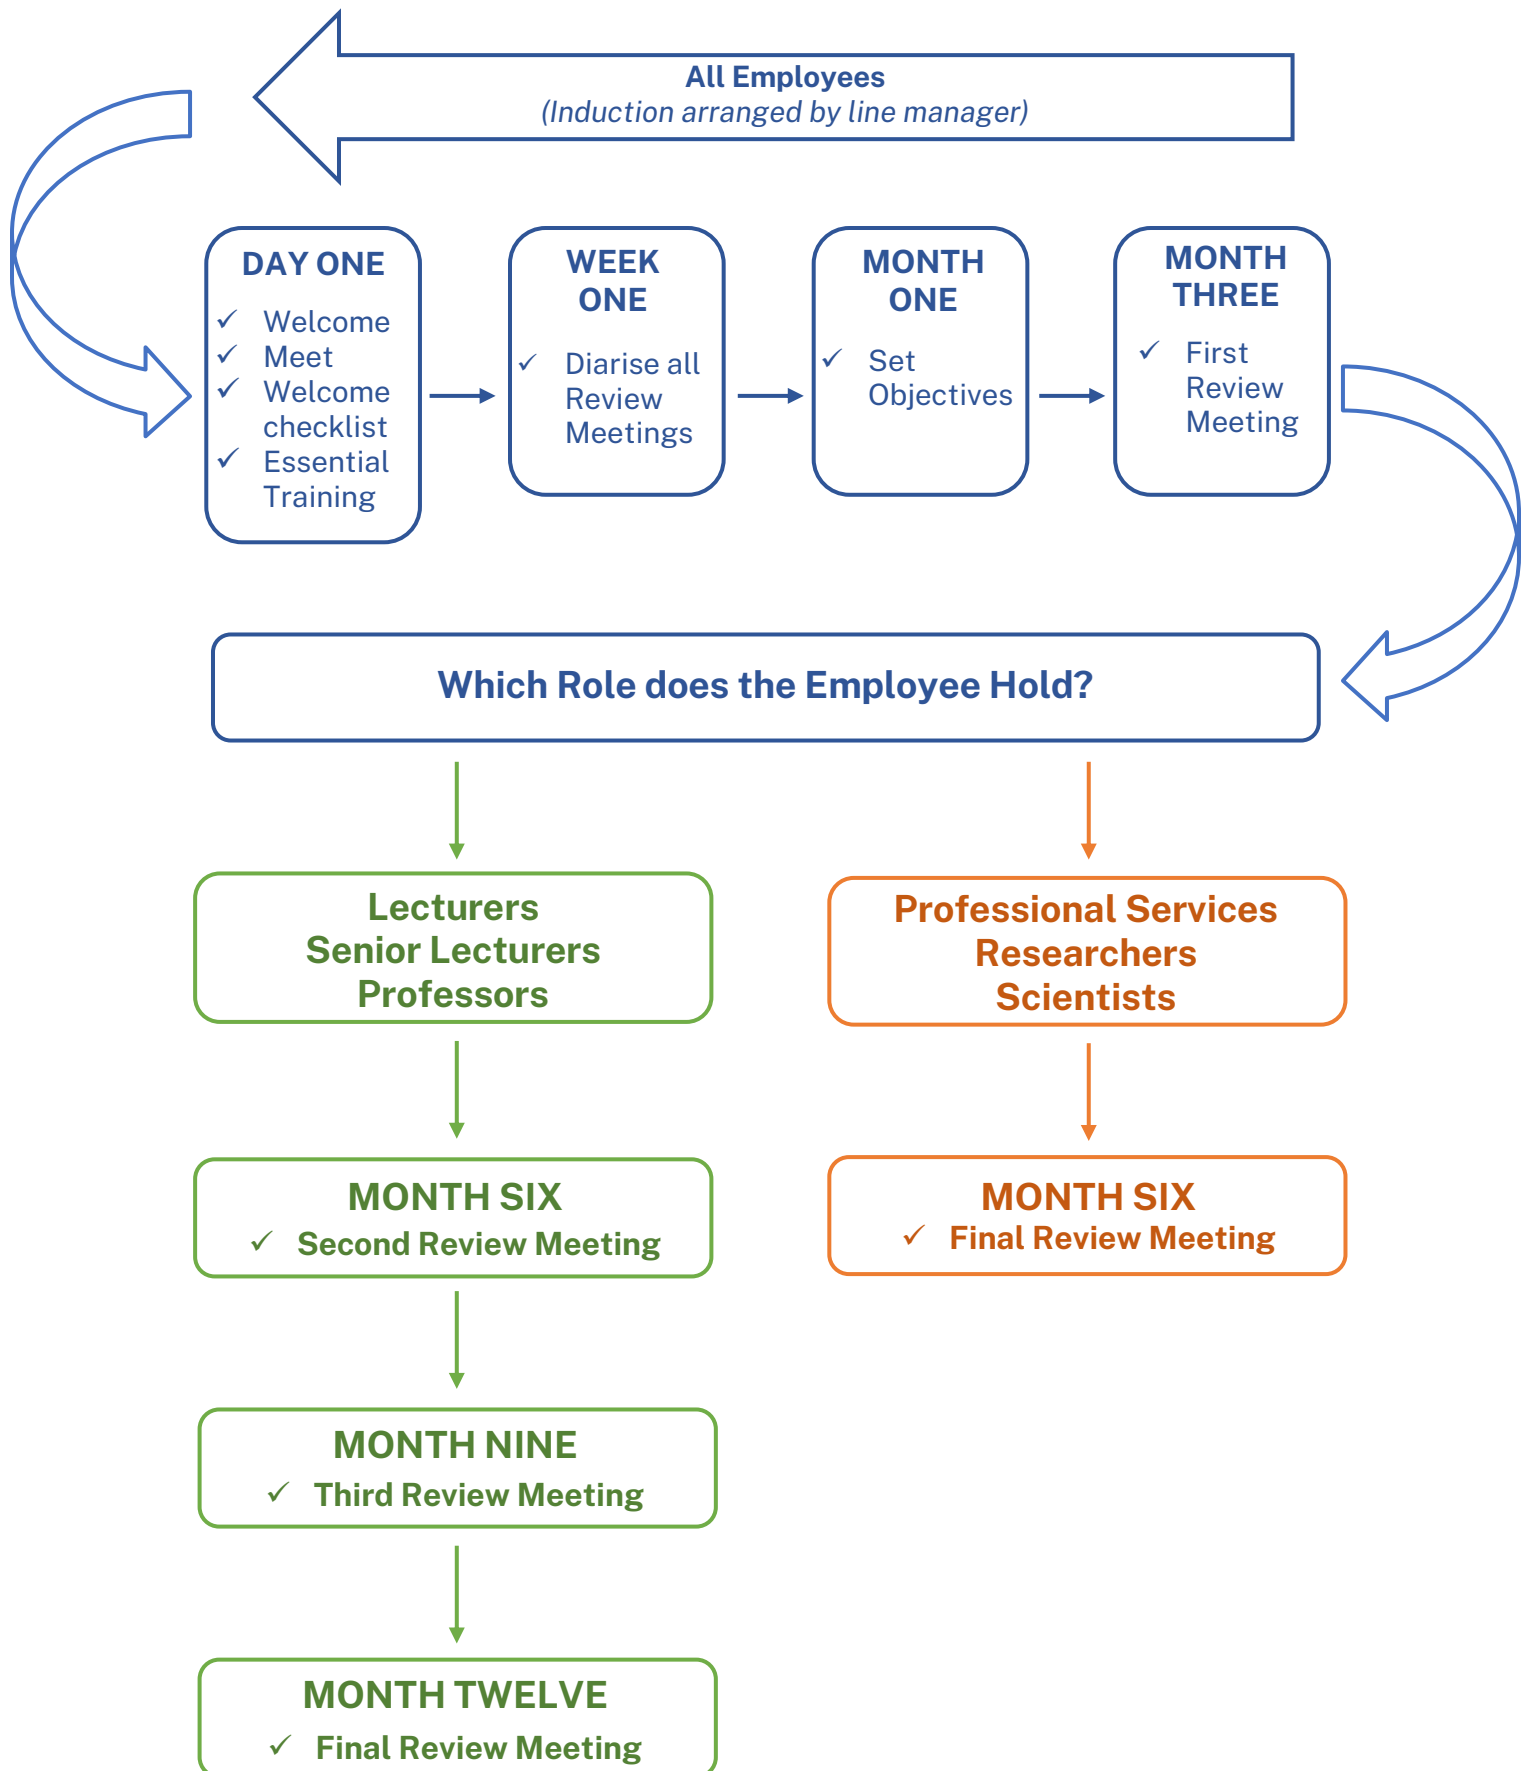 All Employees
(Induction arranged by line manager)
DAY ONE
✓ Welcome
✓ Meet
✓ Welcome
checklist
✓ Essential
Training
WEEK
ONE
✓ Diarise all
Review
Meetings
MONTH
ONE
✓ Set
Objectives
MONTH
THREE
✓ First
Review
Meeting
Which Role does the Employee Hold?
Lecturers
Senior Lecturers
Professors
Professional Services
Researchers
Scientists
MONTH SIX
✓ Second Review Meeting
MONTH SIX
✓ Final Review Meeting
MONTH NINE
✓ Third Review Meeting
MONTH TWELVE
✓ Final Review Meeting